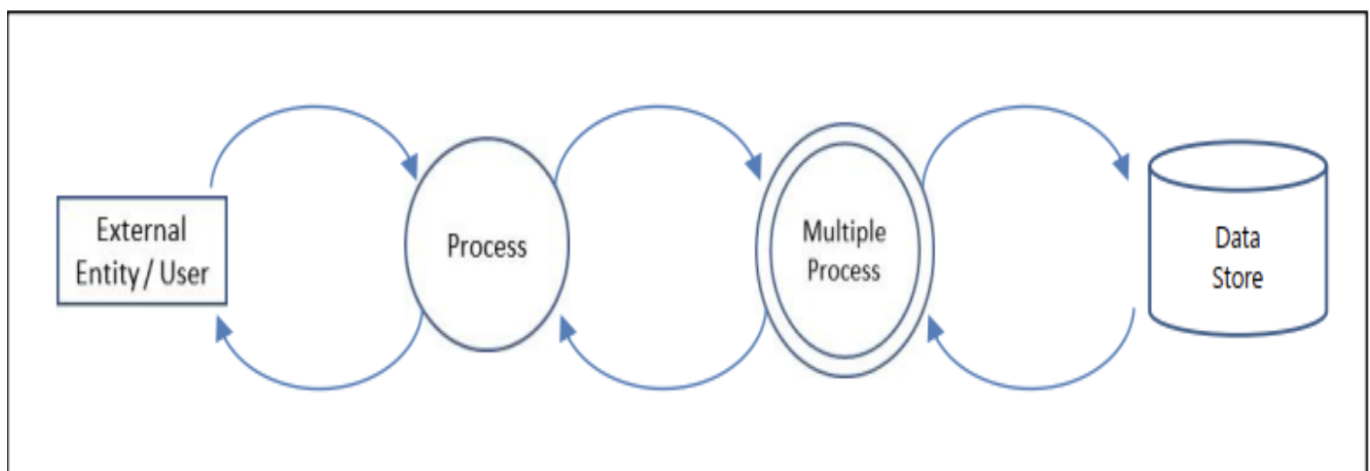 External
Entity / User
Process
Multiple
Process
Data
Store